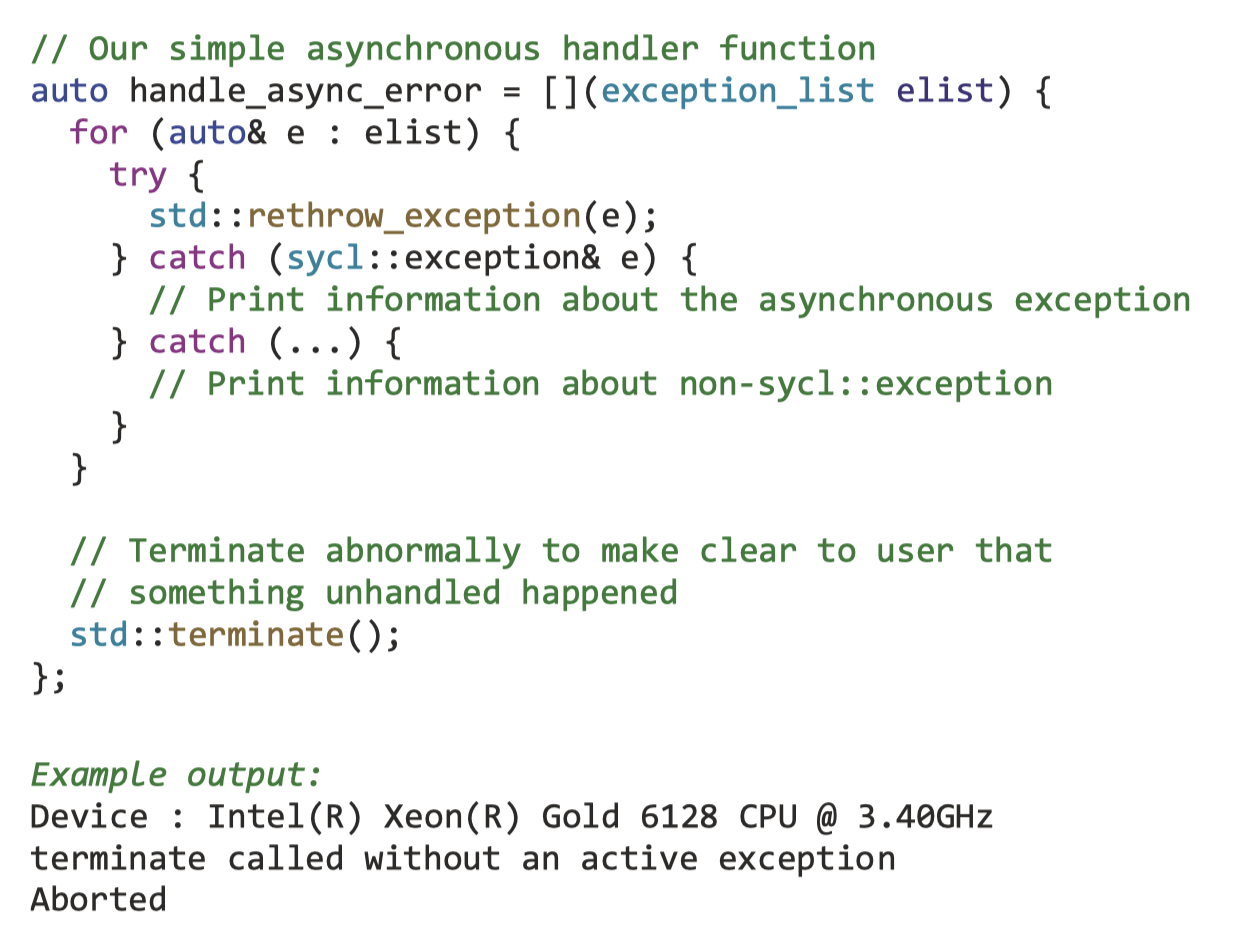 // Our simple asynchronous handler function
auto handle_async_error = [](exception_list elist) {
  for (auto& e : elist) {
    try {
      std::rethrow_exception(e);
    } catch (sycl::exception& e) {
      // Print information about the asynchronous exception
    } catch (...) {
      // Print information about non-sycl::exception
    }
  }

  // Terminate abnormally to make clear to user that
  // something unhandled happened
  std::terminate();
};

Example output:
Device : Intel(R) Xeon(R) Gold 6128 CPU @ 3.40GHz
terminate called without an active exception
Aborted